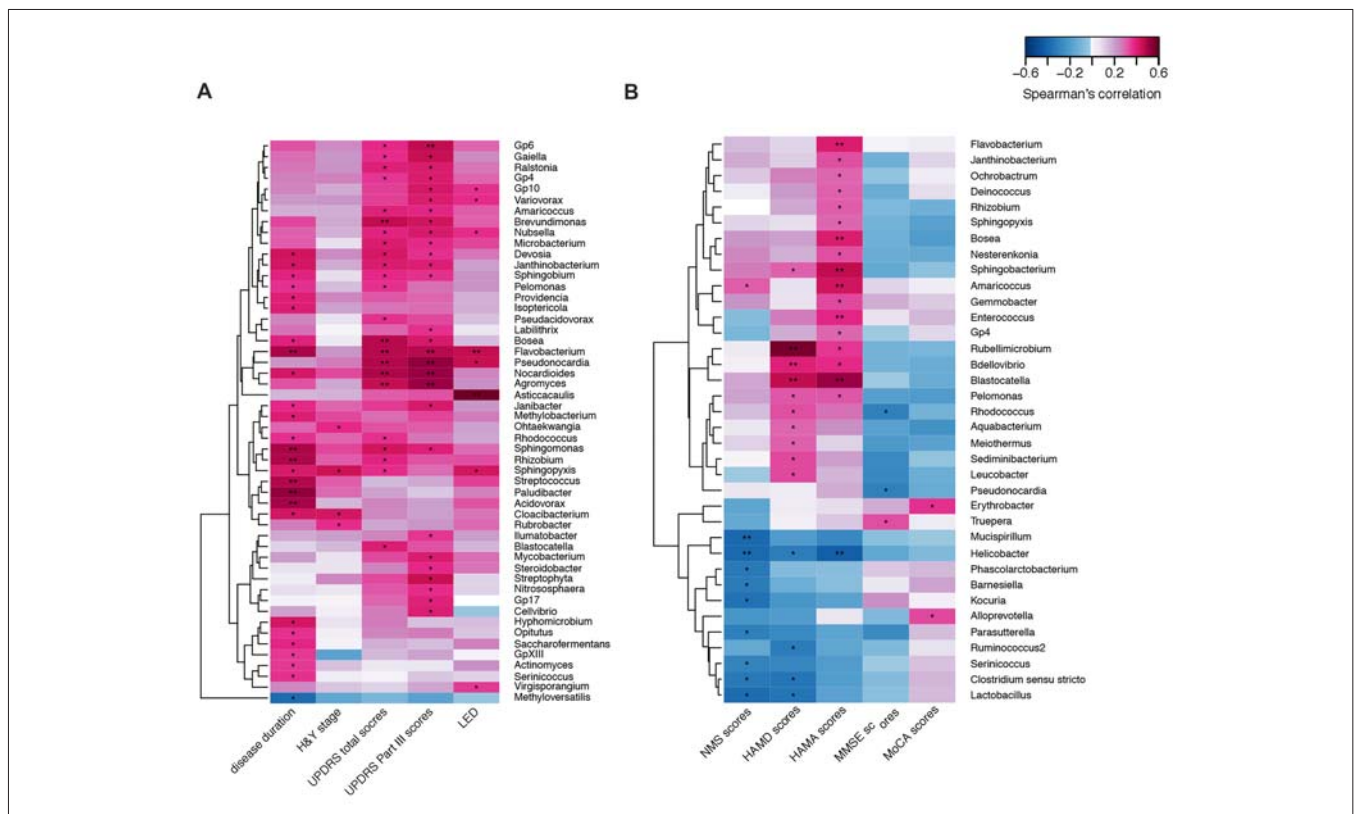 -0.6 -0.2 0.2 0.6
Spearman's correlation
A
Gp6
Gaiella
Ralstonia
Gp4
Gp10
Variovorax
Amaricoccus
Brevundimonas
Nubsella
Microbacterium
Devosia
Janthinobacterium
Sphingobium
Pelomonas
Providencia
Isoptericola
Pseudacidovorax
Labilithrix
Bosea
Flavobacterium
Pseudonocardia
Nocardioides
Agromyces
Asticcacaulis
Janibacter
Methylobacterium
Ohtaekwangia
Rhodococcus
Sphingomonas
Rhizobium
Sphingopyxis
Streptococcus
Paludibacter
Acidovorax
Cloacibacterium
Rubrobacter
Ilumatobacter
Blastocatella
Mycobacterium
Steroidobacter
Streptophyta
Nitrososphaera
Gp17
Cellvibrio
Hyphomicrobium
Opitutus
Saccharofermentans
GpXIII
Actinomyces
Serinicoccus
Virgisporangium
Methyloversatilis
disease duration
H&Y stage
UPDRS total socres
UPDRS Part III scores
LED
B
Flavobacterium
Janthinobacterium
Ochrobactrum
Deinococcus
Rhizobium
Sphingopyxis
Bosea
Nesterenkonia
Sphingobacterium
Amaricoccus
Gemmobacter
Enterococcus
Gp4
Rubellimicrobium
Bdellovibrio
Blastocatella
Pelomonas
Rhodococcus
Aquabacterium
Meiothermus
Sediminibacterium
Leucobacter
Pseudonocardia
Erythrobacter
Truepera
Mucispirillum
Helicobacter
Phascolarctobacterium
Barnesiella
Kocuria
Alloprevotella
Parasutterella
Ruminococcus2
Serinicoccus
Clostridium sensu stricto
Lactobacillus
NMS scores
HAMD scores
HAMA scores
MMSE sc ores
MoCA scores